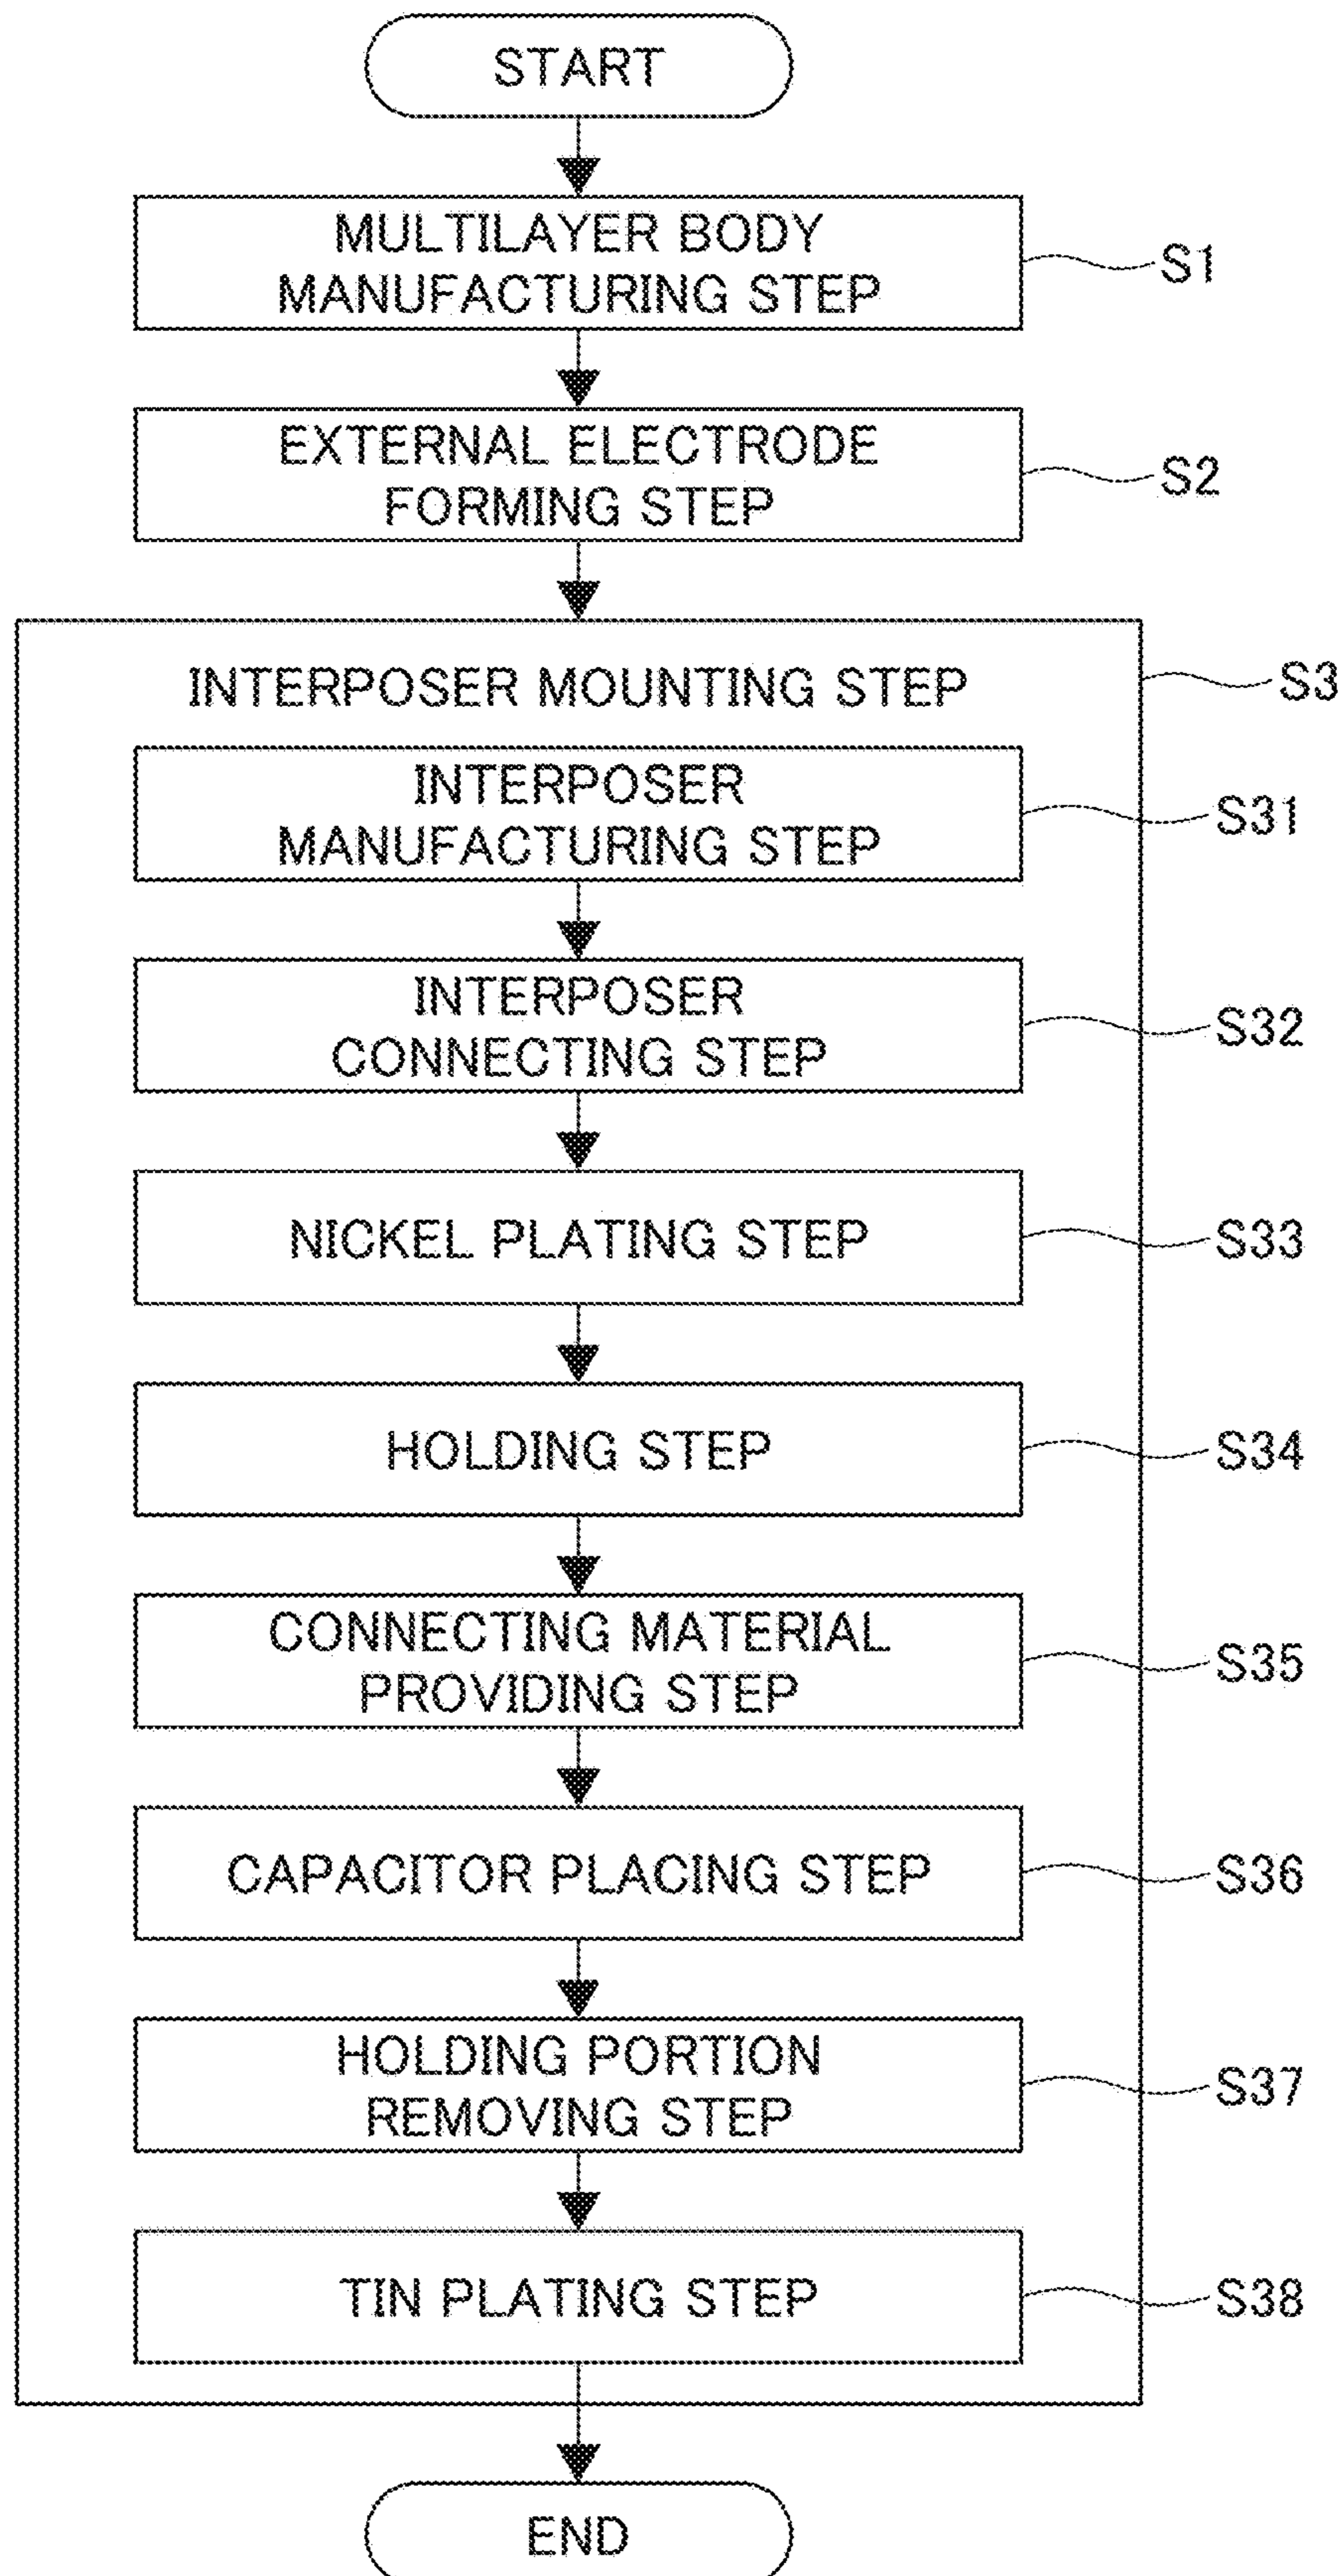 START
MULTILAYER BODY
MANUFACTURING STEP
S1
EXTERNAL ELECTRODE
FORMING STEP
S2
INTERPOSER MOUNTING STEP
S3
INTERPOSER
MANUFACTURING STEP
S31
INTERPOSER
CONNECTING STEP
S32
NICKEL PLATING STEP
S33
HOLDING STEP
S34
CONNECTING MATERIAL
PROVIDING STEP
S35
CAPACITOR PLACING STEP
S36
HOLDING PORTION
REMOVING STEP
S37
TIN PLATING STEP
S38
END